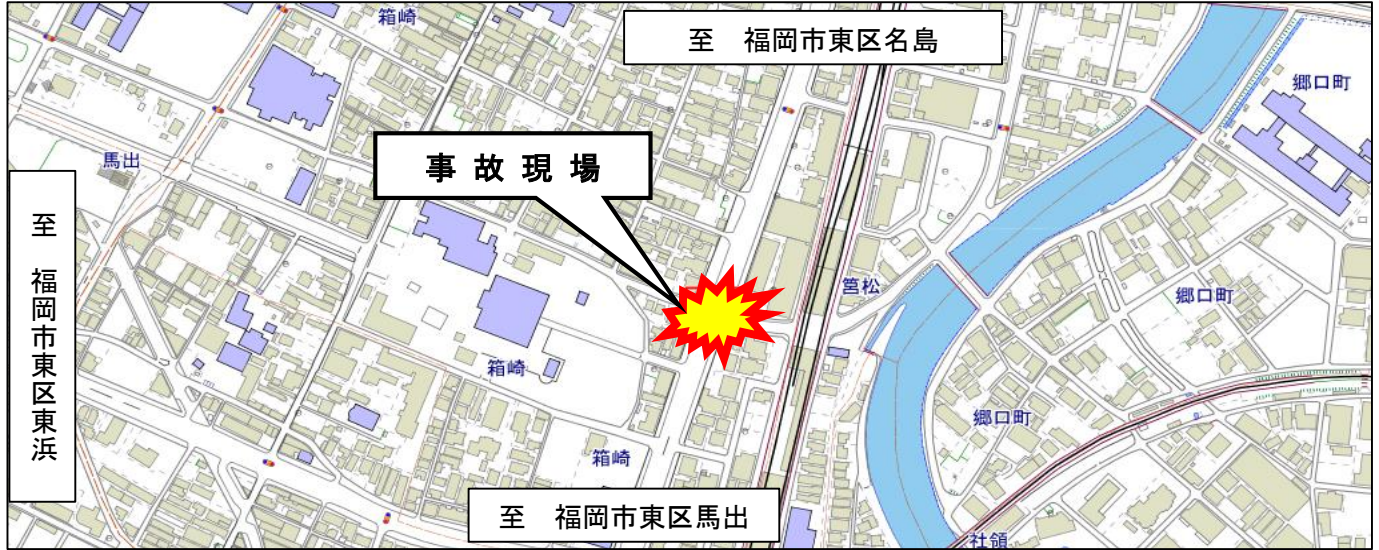 箱崎
至 福岡市東区名島
郷口町
馬出
事故現場
至 福岡市東区東浜
筥松
郷口町
箱崎
郷口町
箱崎
至 福岡市東区馬出
社領